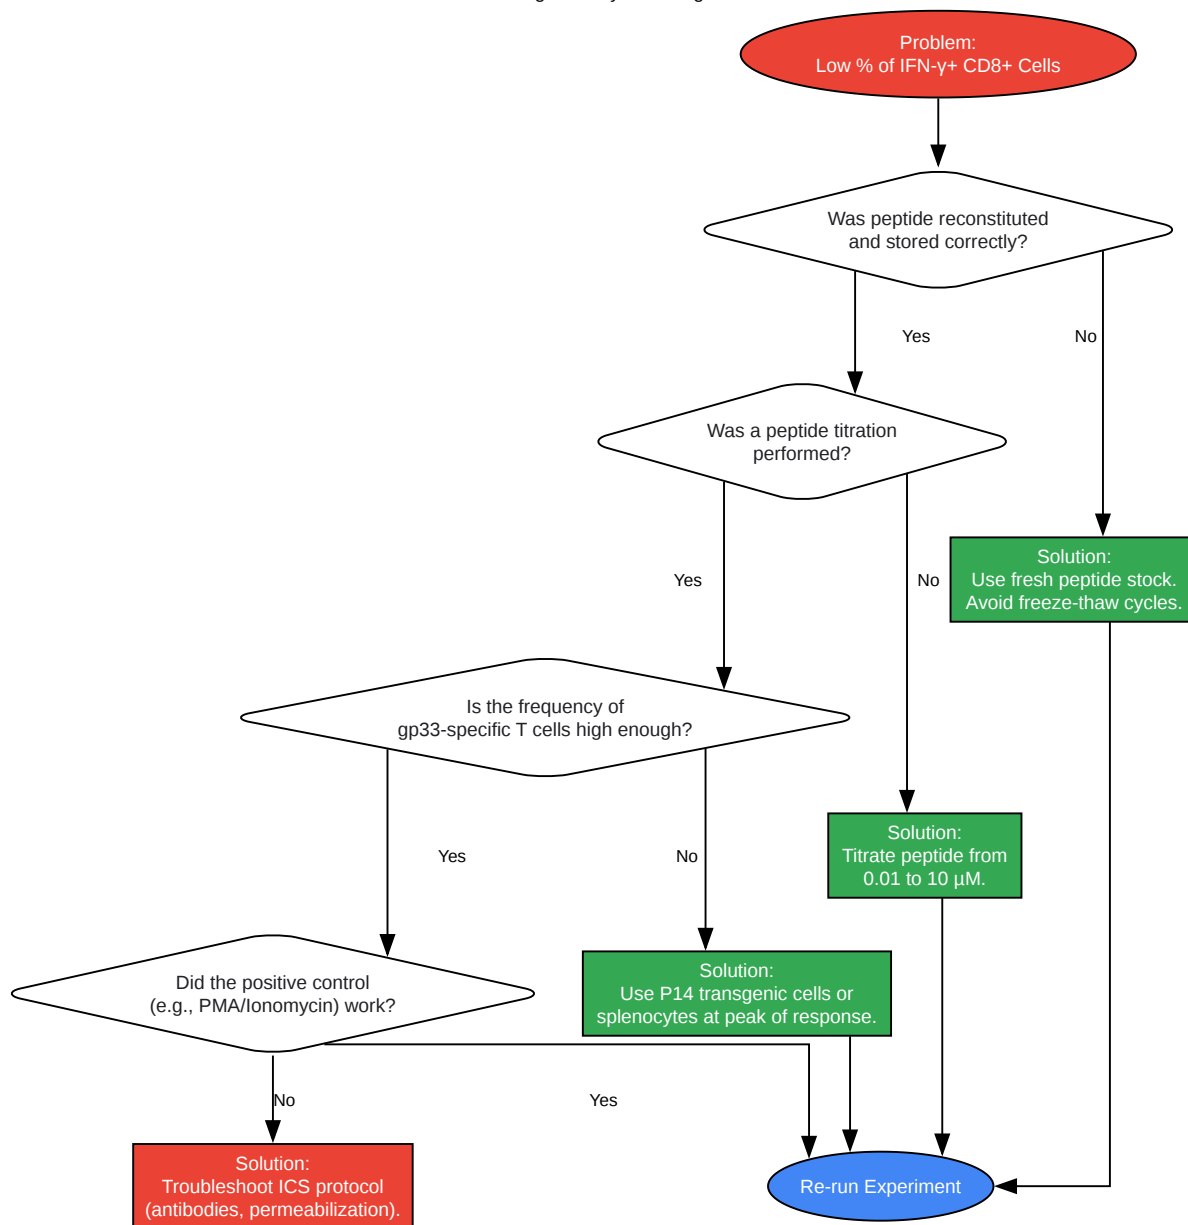 Problem:
Low % of IFN-γ+ CD8+ Cells
Was peptide reconstituted
and stored correctly?
Yes
No
Was a peptide titration
performed?
Yes
No
Solution:
Use fresh peptide stock.
Avoid freeze-thaw cycles.
Is the frequency of
gp33-specific T cells high enough?
Yes
No
Solution:
Titrate peptide from
0.01 to 10 µM.
Did the positive control
(e.g., PMA/Ionomycin) work?
Solution:
Use P14 transgenic cells or
splenocytes at peak of response.
No
Yes
Solution:
Troubleshoot ICS protocol
(antibodies, permeabilization).
Re-run Experiment